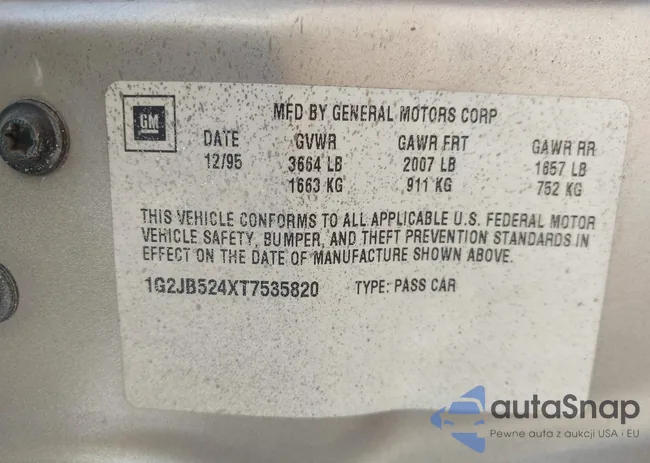 GM
MFD BY GENERAL MOTORS CORP
DATE GVWR GAWR FRT GAWR RR
12/95 3664 LB 2007 LB 1657 LB
1663 KG 911 KG 752 KG
THIS VEHICLE CONFORMS TO ALL APPLICABLE U.S. FEDERAL MOTOR
VEHICLE SAFETY, BUMPER, AND THEFT PREVENTION STANDARDS IN
EFFECT ON THE DATE OF MANUFACTURE SHOWN ABOVE.
1G2JB524XT7535820 TYPE: PASS CAR
autaSnap
Pewne auta z aukcji USA i EU